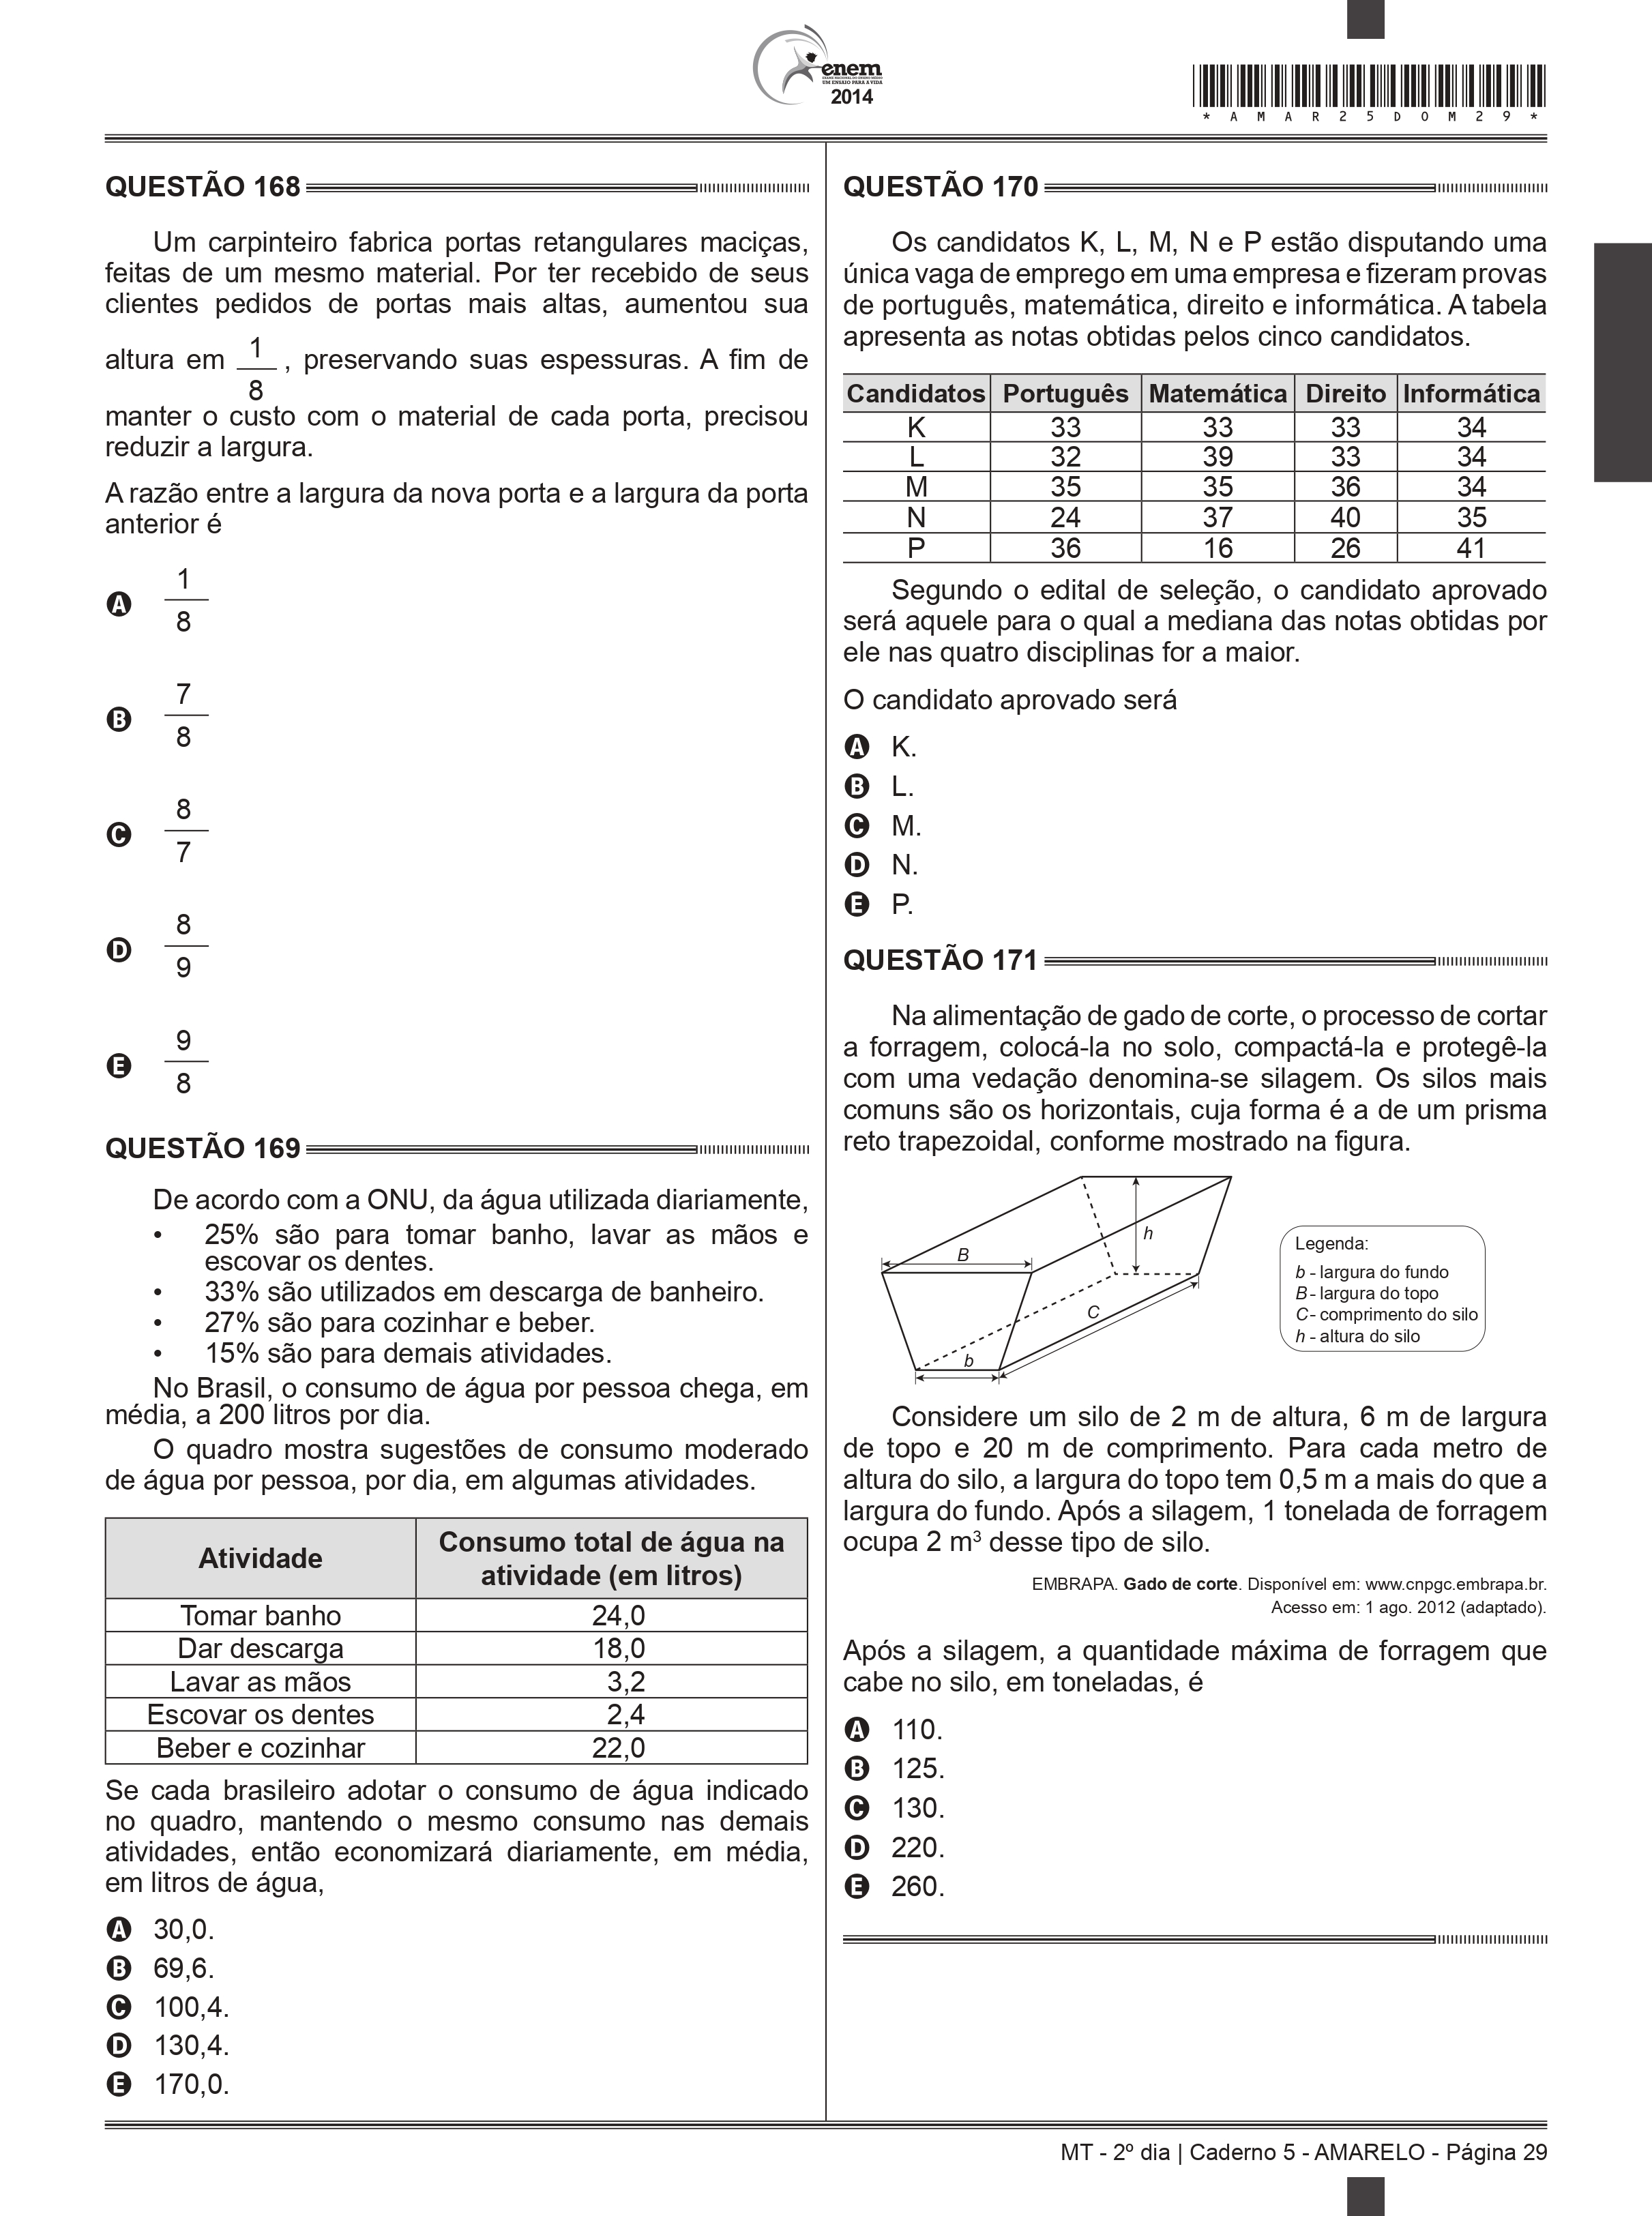 enem
EXAME NACIONAL DO ENSINO MÉDIO
UM ENSAIO PARA A VIDA
2014
* A M A R 2 5 D O M 2 9 *
QUESTÃO 168
Um carpinteiro fabrica portas retangulares maciças,
feitas de um mesmo material. Por ter recebido de seus
clientes pedidos de portas mais altas, aumentou sua
altura em 1/8 , preservando suas espessuras. A fim de
manter o custo com o material de cada porta, precisou
reduzir a largura.
A razão entre a largura da nova porta e a largura da porta
anterior é
A 1/8
B 7/8
C 8/7
D 8/9
E 9/8
QUESTÃO 169
De acordo com a ONU, da água utilizada diariamente,
• 25% são para tomar banho, lavar as mãos e
escovar os dentes.
• 33% são utilizados em descarga de banheiro.
• 27% são para cozinhar e beber.
• 15% são para demais atividades.
No Brasil, o consumo de água por pessoa chega, em
média, a 200 litros por dia.
O quadro mostra sugestões de consumo moderado
de água por pessoa, por dia, em algumas atividades.
Atividade Consumo total de água na
atividade (em litros)
Tomar banho 24,0
Dar descarga 18,0
Lavar as mãos 3,2
Escovar os dentes 2,4
Beber e cozinhar 22,0
Se cada brasileiro adotar o consumo de água indicado
no quadro, mantendo o mesmo consumo nas demais
atividades, então economizará diariamente, em média,
em litros de água,
A 30,0.
B 69,6.
C 100,4.
D 130,4.
E 170,0.
QUESTÃO 170
Os candidatos K, L, M, N e P estão disputando uma
única vaga de emprego em uma empresa e fizeram provas
de português, matemática, direito e informática. A tabela
apresenta as notas obtidas pelos cinco candidatos.
Candidatos Português Matemática Direito Informática
K 33 33 33 34
L 32 39 33 34
M 35 35 36 34
N 24 37 40 35
P 36 16 26 41
Segundo o edital de seleção, o candidato aprovado
será aquele para o qual a mediana das notas obtidas por
ele nas quatro disciplinas for a maior.
O candidato aprovado será
A K.
B L.
C M.
D N.
E P.
QUESTÃO 171
Na alimentação de gado de corte, o processo de cortar
a forragem, colocá-la no solo, compactá-la e protegê-la
com uma vedação denomina-se silagem. Os silos mais
comuns são os horizontais, cuja forma é a de um prisma
reto trapezoidal, conforme mostrado na figura.
B
h
C
b
Legenda:
b - largura do fundo
B - largura do topo
C - comprimento do silo
h - altura do silo
Considere um silo de 2 m de altura, 6 m de largura
de topo e 20 m de comprimento. Para cada metro de
altura do silo, a largura do topo tem 0,5 m a mais do que a
largura do fundo. Após a silagem, 1 tonelada de forragem
ocupa 2 m³ desse tipo de silo.
EMBRAPA. Gado de corte. Disponível em: www.cnpgc.embrapa.br.
Acesso em: 1 ago. 2012 (adaptado).
Após a silagem, a quantidade máxima de forragem que
cabe no silo, em toneladas, é
A 110.
B 125.
C 130.
D 220.
E 260.
MT - 2º dia | Caderno 5 - AMARELO - Página 29